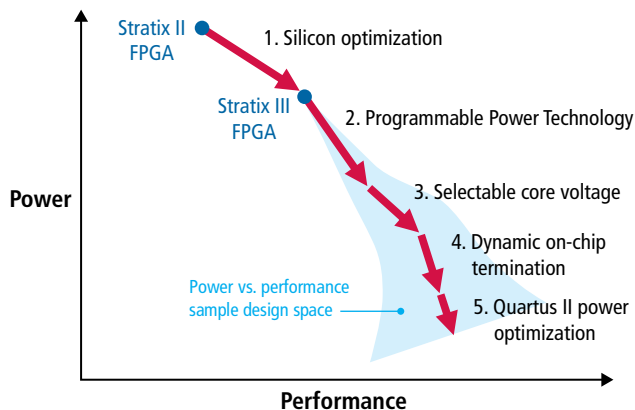 Stratix II
FPGA
1. Silicon optimization
Stratix III
FPGA
2. Programmable Power Technology
Power
3. Selectable core voltage
4. Dynamic on-chip
termination
Power vs. performance
sample design space
5. Quartus II power
optimization
Performance